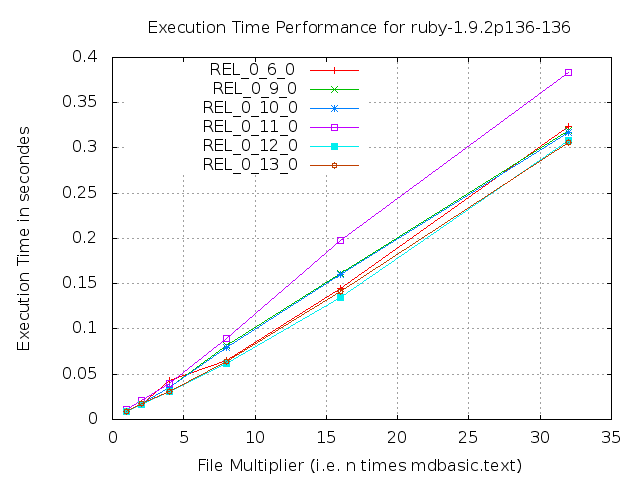 Execution Time Performance for ruby-1.9.2p136-136
REL_0_6_0
REL_0_9_0
REL_0_10_0
REL_0_11_0
REL_0_12_0
REL_0_13_0
Execution Time in secondes
0.4
0.35
0.3
0.25
0.2
0.15
0.1
0.05
0
0 5 10 15 20 25 30 35
File Multiplier (i.e. n times mdbasic.text)